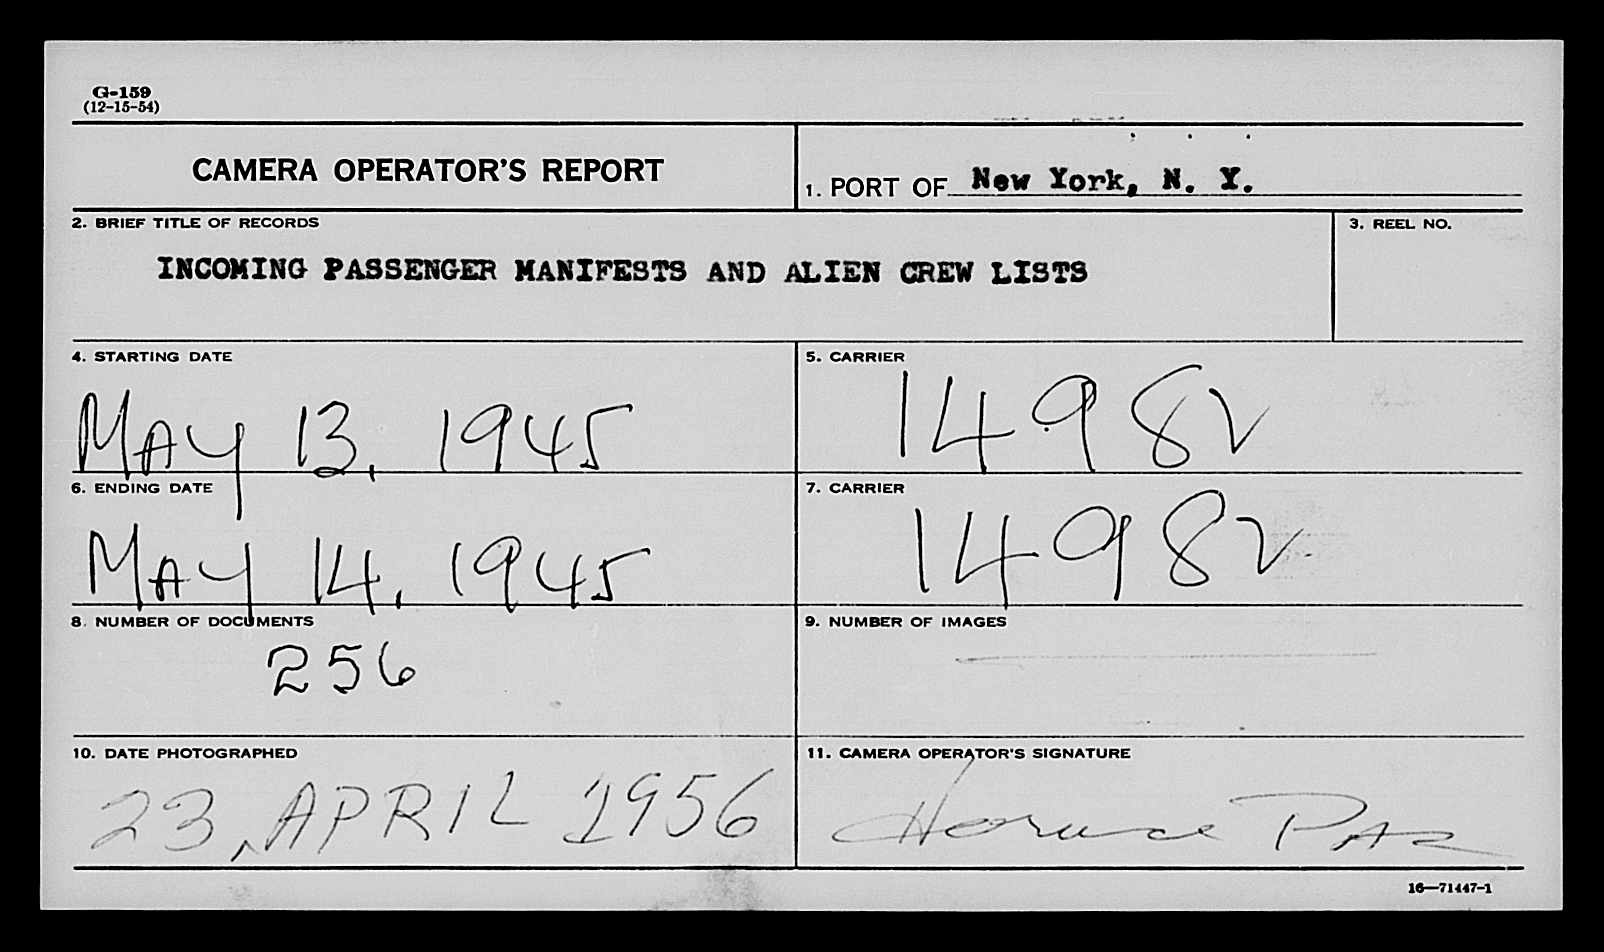 G-159
(12-15-54)
CAMERA OPERATOR'S REPORT
1. PORT OF New York, N. Y.
2. BRIEF TITLE OF RECORDS
3. REEL NO.
INCOMING PASSENGER MANIFESTS AND ALIEN CREW LISTS
4. STARTING DATE
5. CARRIER
MAY 13, 1945
14982
6. ENDING DATE
7. CARRIER
MAY 14, 1945
14982
8. NUMBER OF DOCUMENTS
9. NUMBER OF IMAGES
256
10. DATE PHOTOGRAPHED
11. CAMERA OPERATOR'S SIGNATURE
23, APRIL 1956
Horace PAZ
16—71447-1